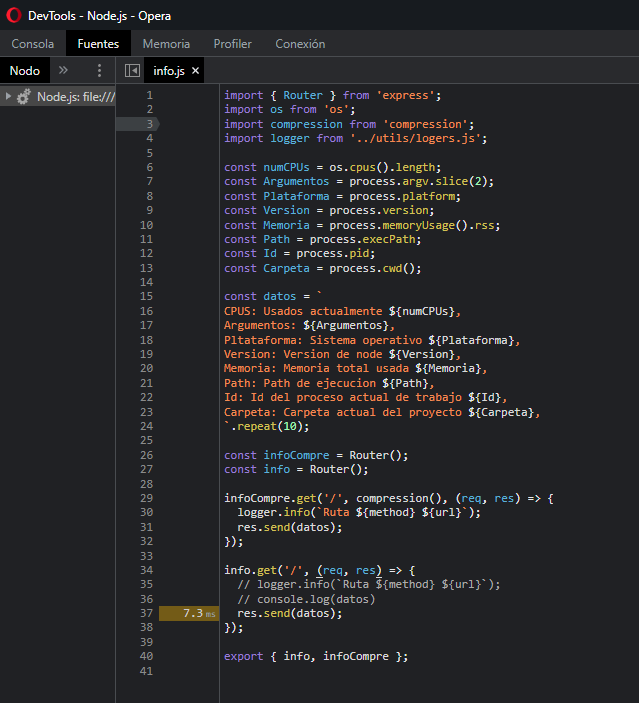 DevTools - Node.js - Opera
Consola Fuentes Memoria Profiler Conexión
Nodo » info.js ×
Node.js: file:///
1 import { Router } from 'express';
2 import os from 'os';
3 import compression from 'compression';
4 import logger from '../utils/logers.js';
5
6 const numCPUs = os.cpus().length;
7 const Argumentos = process.argv.slice(2);
8 const Plataforma = process.platform;
9 const Version = process.version;
10 const Memoria = process.memoryUsage().rss;
11 const Path = process.execPath;
12 const Id = process.pid;
13 const Carpeta = process.cwd();
14
15 const datos = `
16 CPUS: Usados actualmente ${numCPUs},
17 Argumentos: ${Argumentos},
18 Pltataforma: Sistema operativo ${Plataforma},
19 Version: Version de node ${Version},
20 Memoria: Memoria total usada ${Memoria},
21 Path: Path de ejecucion ${Path},
22 Id: Id del proceso actual de trabajo ${Id},
23 Carpeta: Carpeta actual del proyecto ${Carpeta},
24 `.repeat(10);
25
26 const infoCompre = Router();
27 const info = Router();
28
29 infoCompre.get('/', compression(), (req, res) => {
30 logger.info(`Ruta ${method} ${url}`);
31 res.send(datos);
32 });
33
34 info.get('/', (req, res) => {
35 // logger.info(`Ruta ${method} ${url}`);
36 // console.log(datos)
37 7.3 ms res.send(datos);
38 });
39
40 export { info, infoCompre };
41